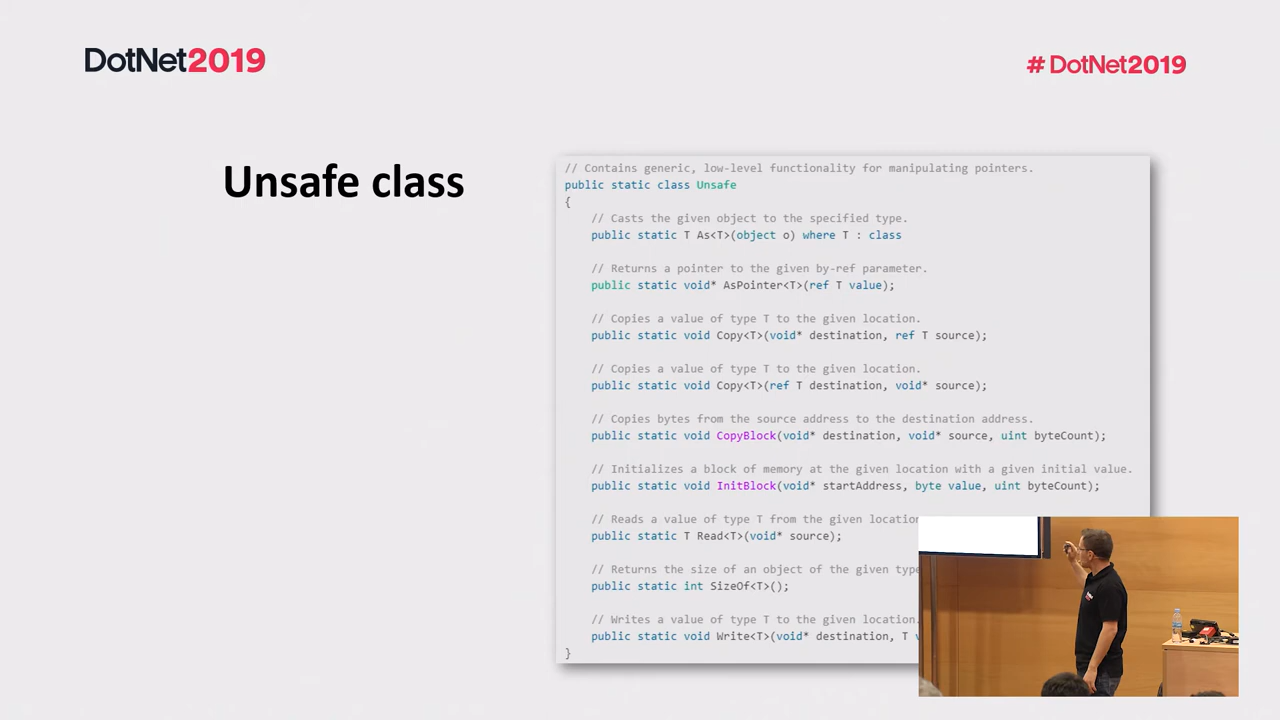 DotNet2019
# DotNet2019
Unsafe class
// Contains generic, low-level functionality for manipulating pointers.
public static class Unsafe
{
// Casts the given object to the specified type.
public static T As<T>(object o) where T : class
// Returns a pointer to the given by-ref parameter.
public static void* AsPointer<T>(ref T value);
// Copies a value of type T to the given location.
public static void Copy<T>(void* destination, ref T source);
// Copies a value of type T to the given location.
public static void Copy<T>(ref T destination, void* source);
// Copies bytes from the source address to the destination address.
public static void CopyBlock(void* destination, void* source, uint byteCount);
// Initializes a block of memory at the given location with a given initial value.
public static void InitBlock(void* startAddress, byte value, uint byteCount);
// Reads a value of type T from the given location
public static T Read<T>(void* source);
// Returns the size of an object of the given type
public static int SizeOf<T>();
// Writes a value of type T to the given location.
public static void Write<T>(void* destination, T
}